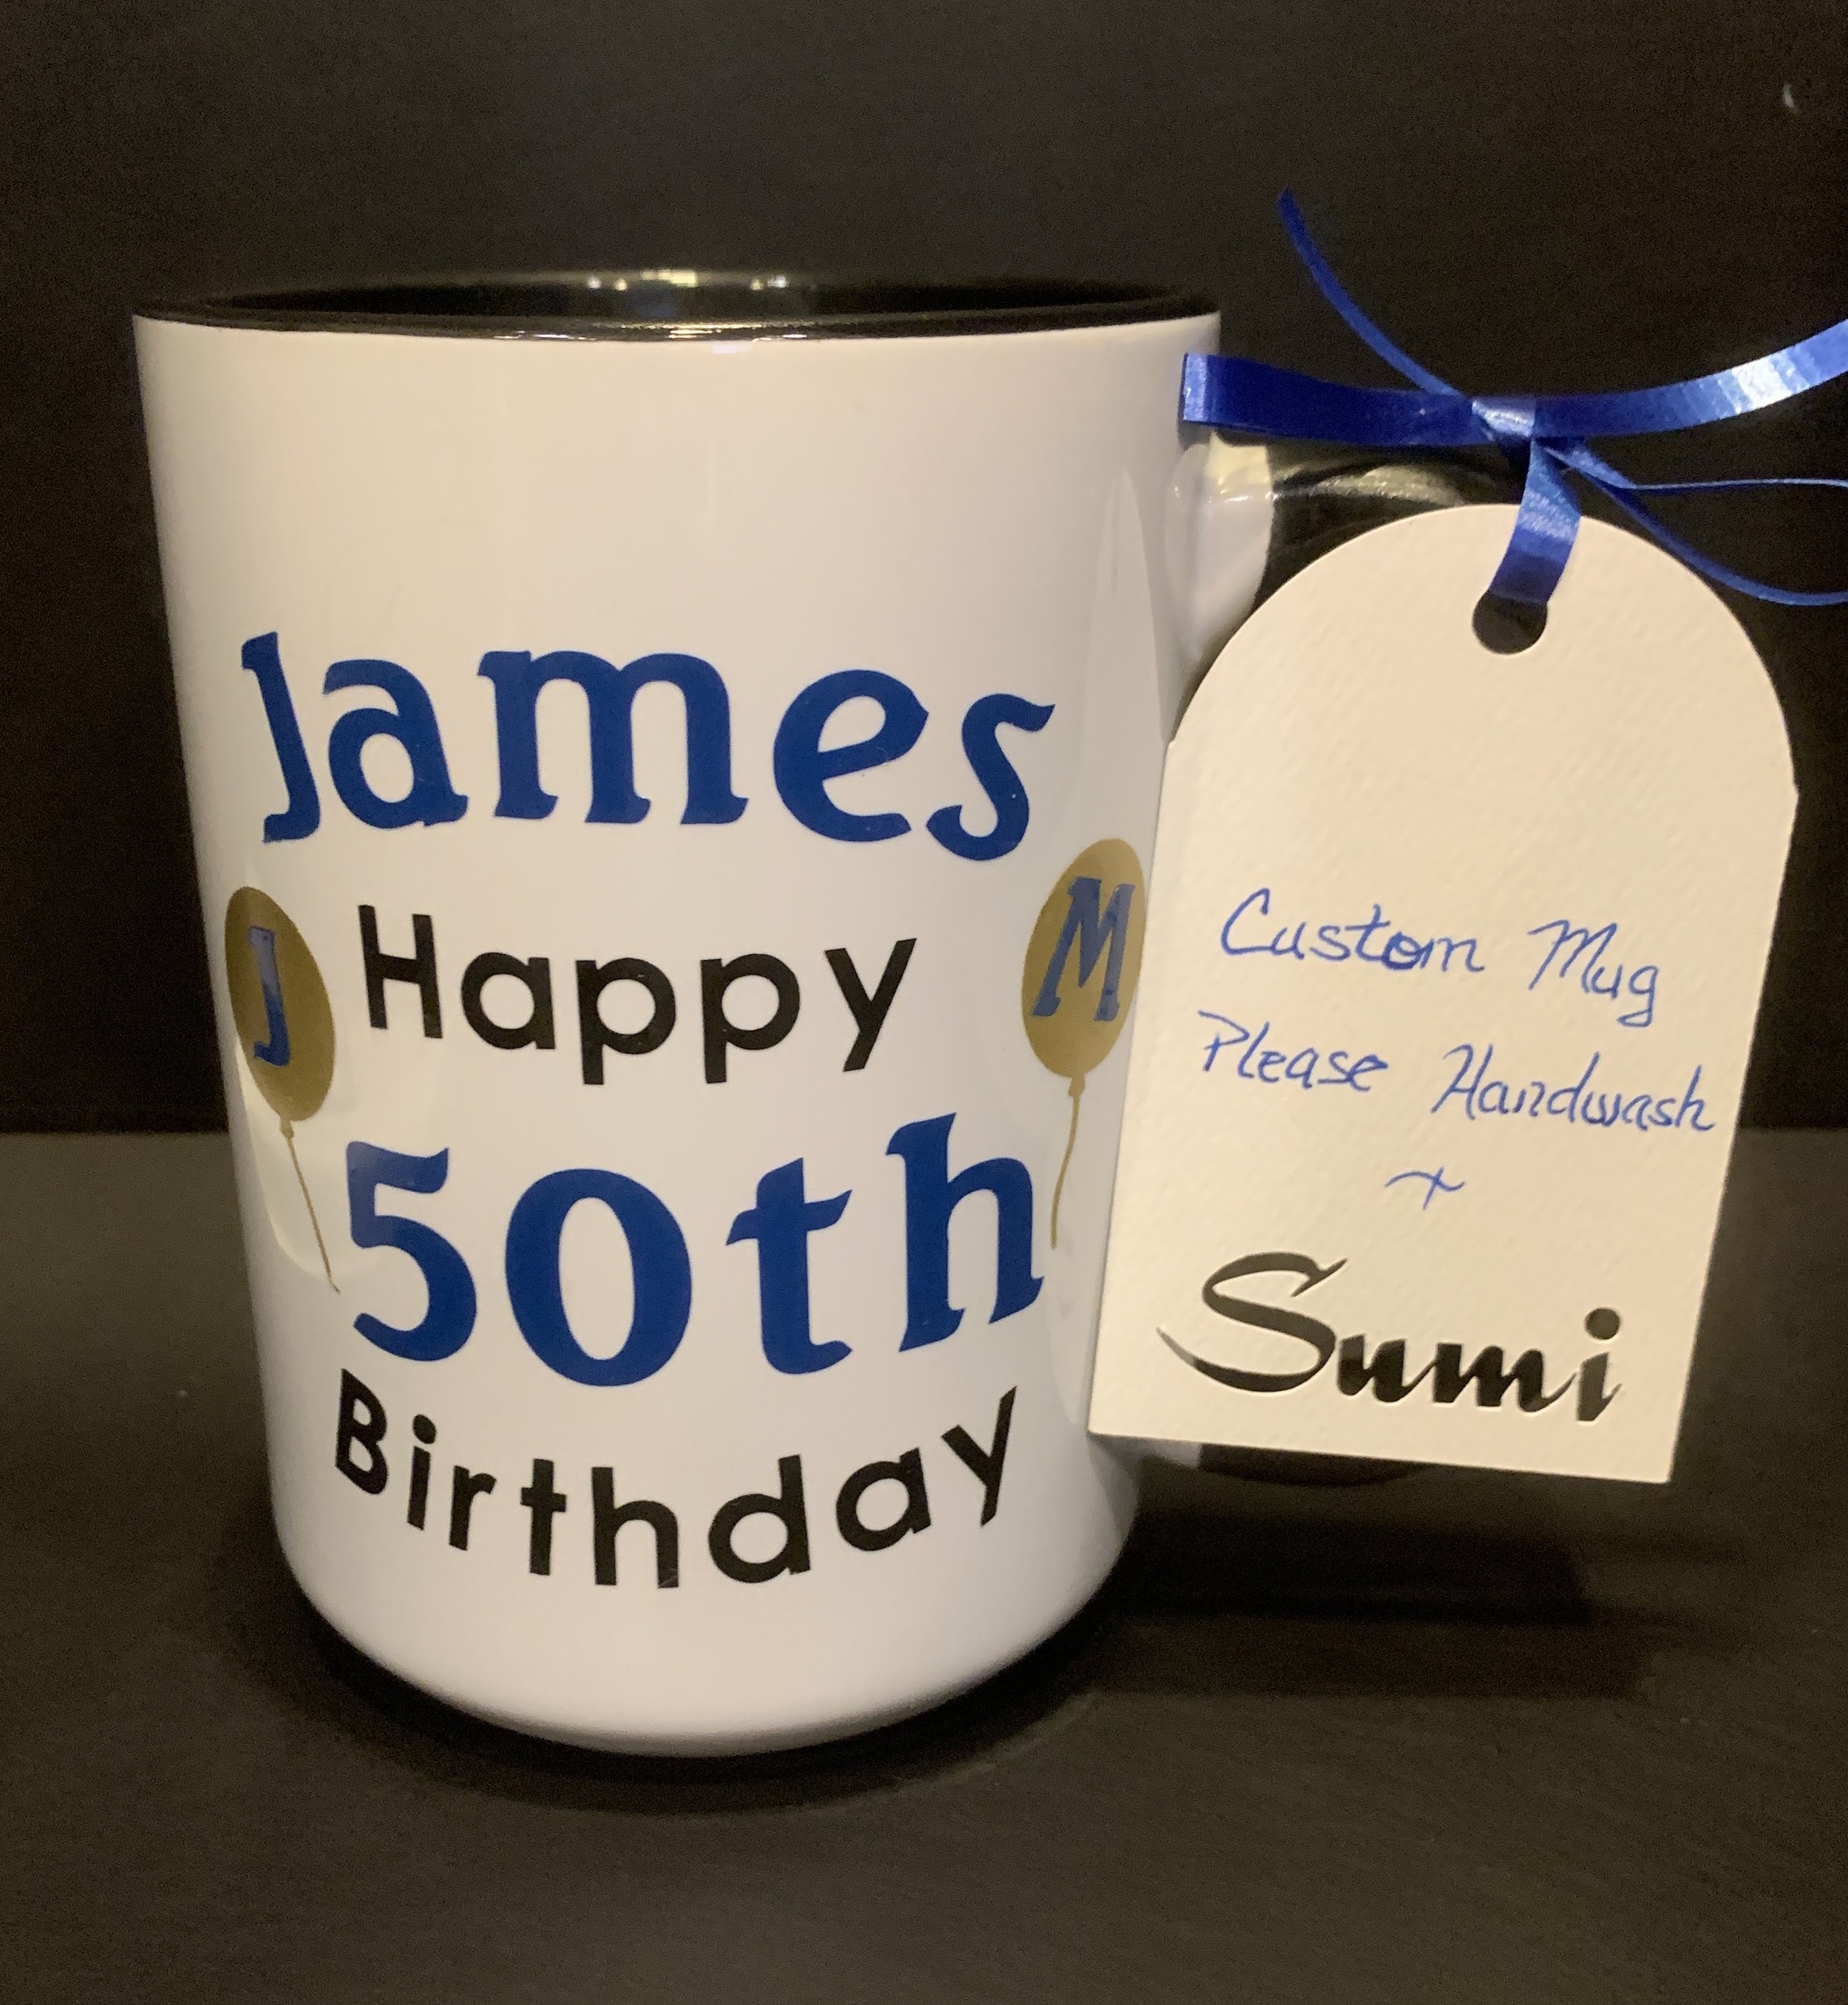 James
J
Happy
M
50th
Birthday
Custom Mug
Please Handwash
Sumi